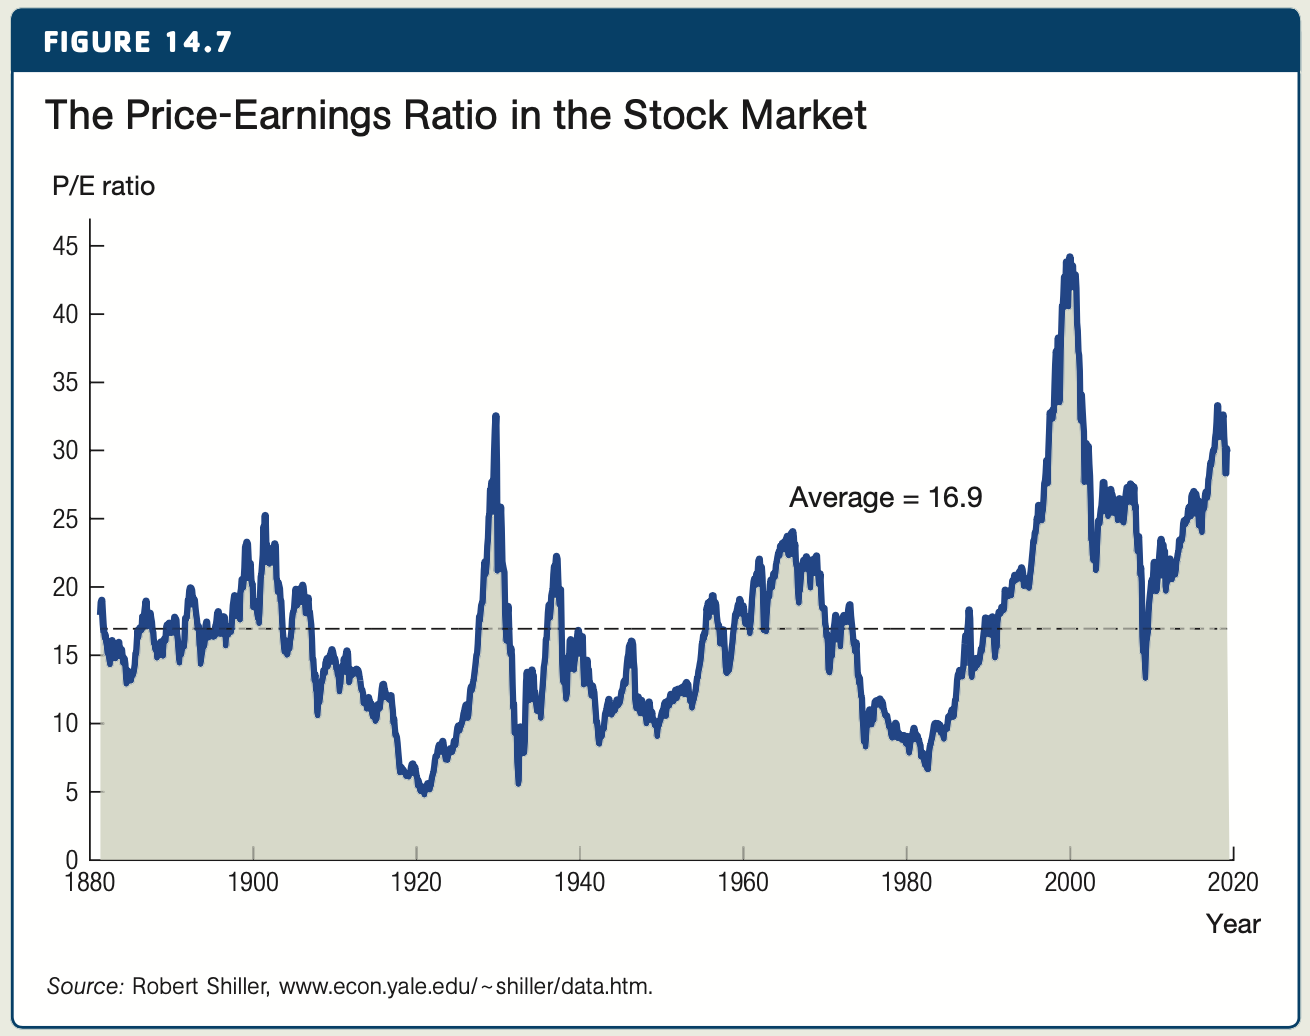 FIGURE 14.7
The Price-Earnings Ratio in the Stock Market
P/E ratio
45
40
35
30
Average = 16.9
25
20
15
10
5
0
1880 1900 1920 1940 1960 1980 2000 2020
Year
Source: Robert Shiller, www.econ.yale.edu/~shiller/data.htm.